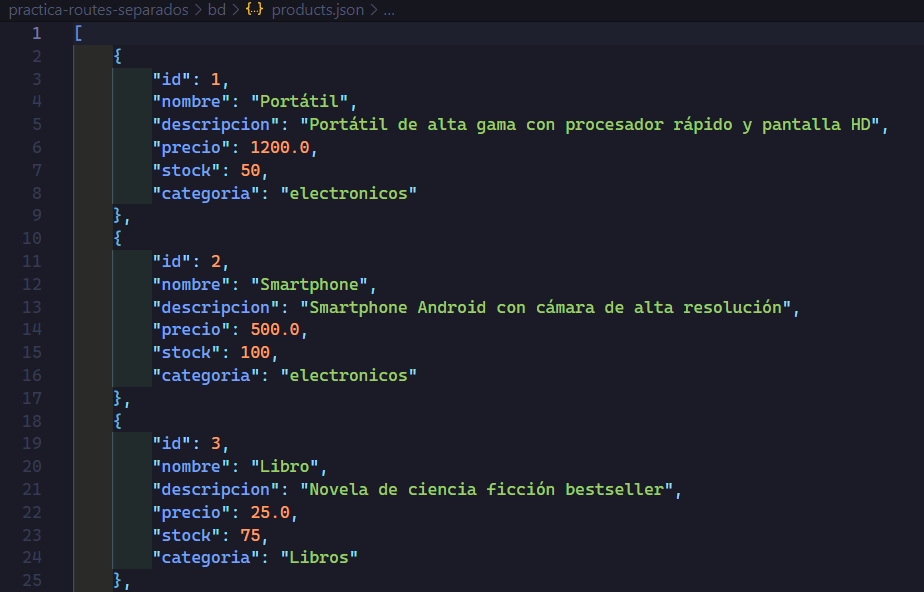 practica-routes-separados > bd > {..} products.json > ...
1 [
2 {
3 "id": 1,
4 "nombre": "Portátil",
5 "descripcion": "Portátil de alta gama con procesador rápido y pantalla HD",
6 "precio": 1200.0,
7 "stock": 50,
8 "categoria": "electronicos"
9 },
10 {
11 "id": 2,
12 "nombre": "Smartphone",
13 "descripcion": "Smartphone Android con cámara de alta resolución",
14 "precio": 500.0,
15 "stock": 100,
16 "categoria": "electronicos"
17 },
18 {
19 "id": 3,
20 "nombre": "Libro",
21 "descripcion": "Novela de ciencia ficción bestseller",
22 "precio": 25.0,
23 "stock": 75,
24 "categoria": "Libros"
25 },